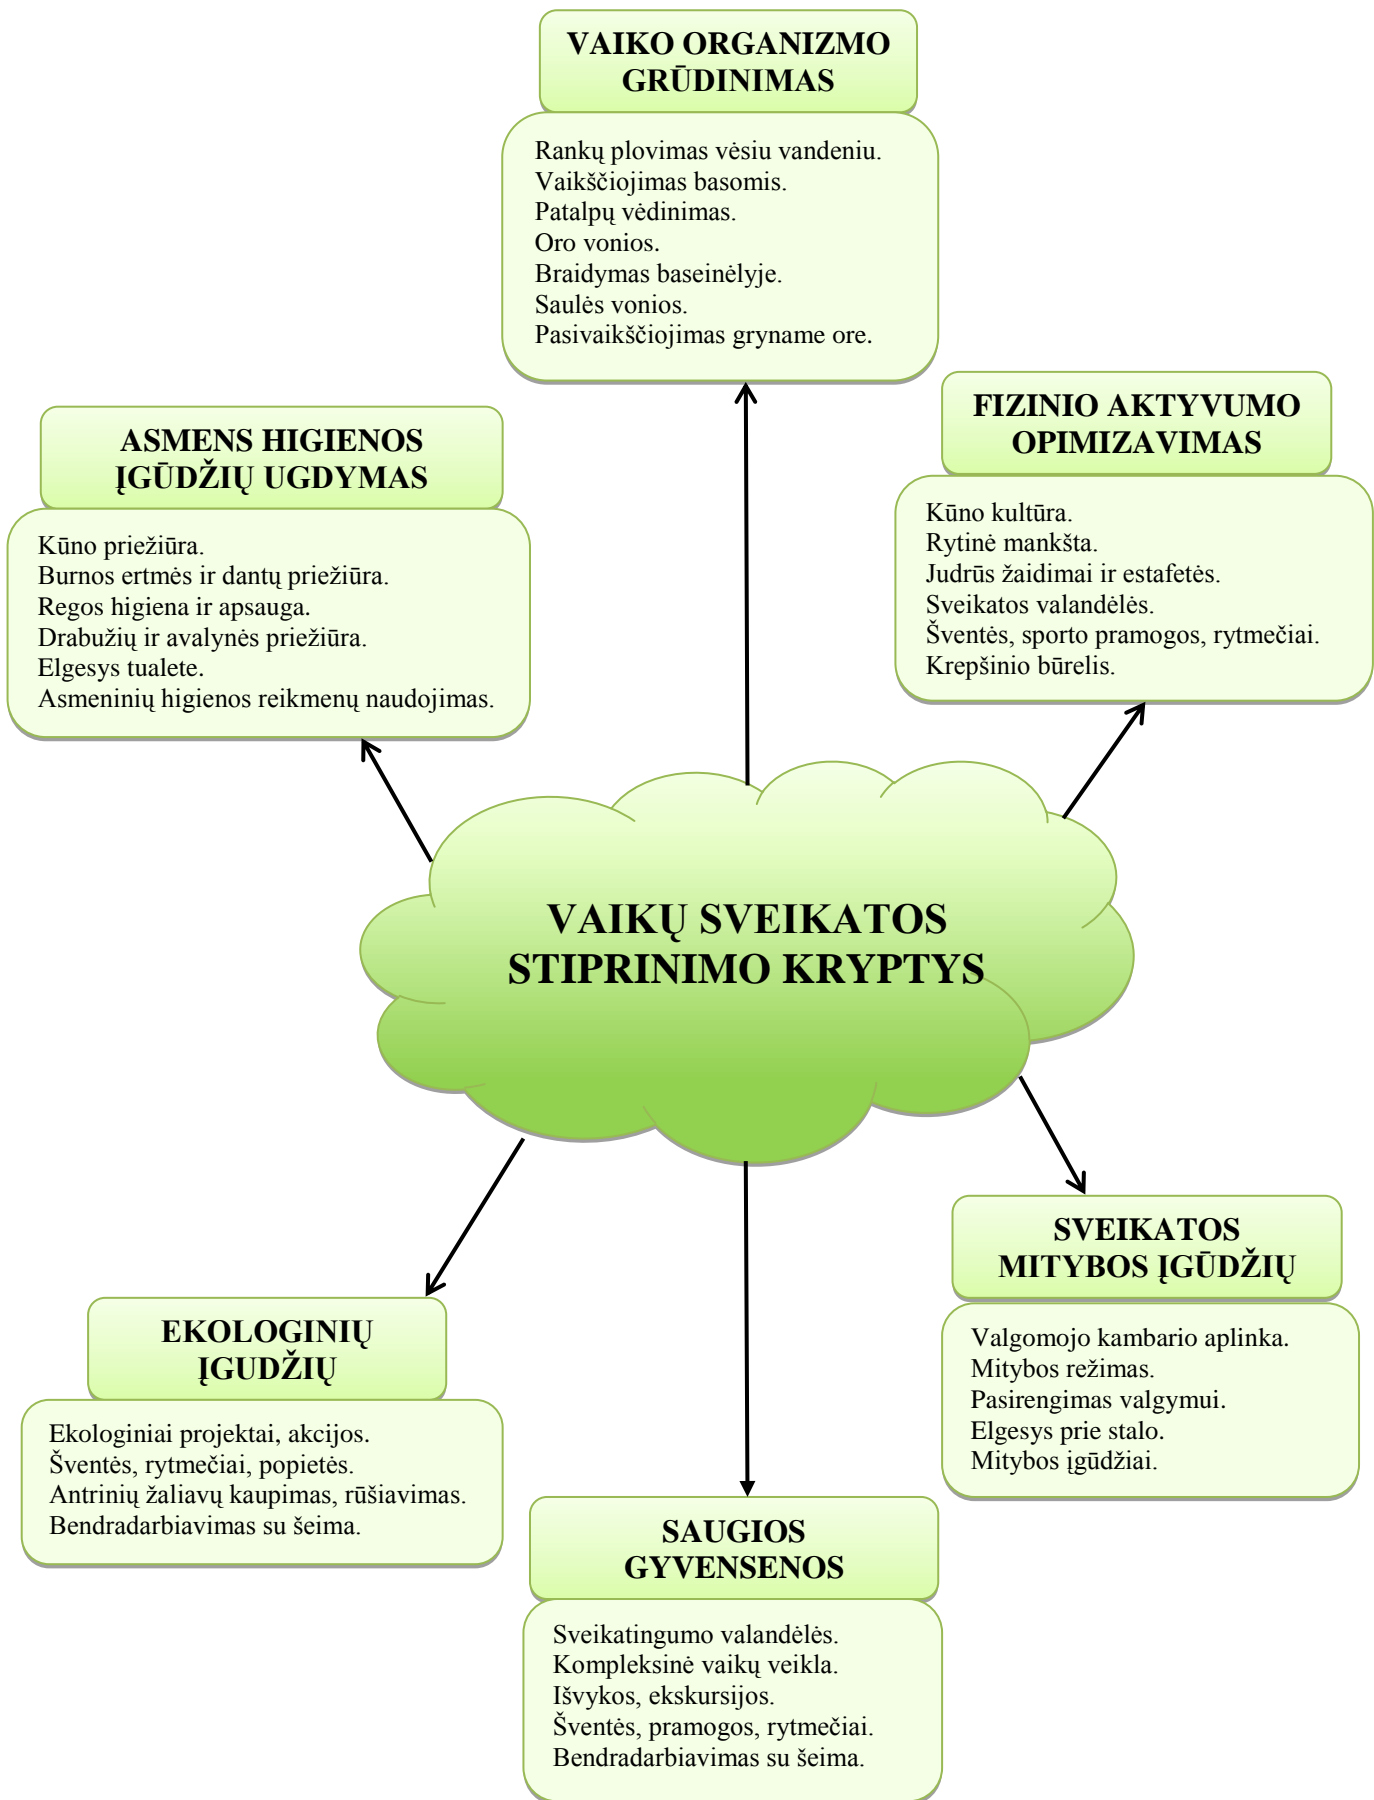 VAIKO ORGANIZMO
GRŪDINIMAS
Rankų plovimas vėsiu vandeniu.
Vaikščiojimas basomis.
Patalpų vėdinimas.
Oro vonios.
Braidymas baseinėlyje.
Saulės vonios.
Pasivaikščiojimas gryname ore.
ASMENS HIGIENOS
ĮGŪDŽIŲ UGDYMAS
Kūno priežiūra.
Burnos ertmės ir dantų priežiūra.
Regos higiena ir apsauga.
Drabužių ir avalynės priežiūra.
Elgesys tualete.
Asmeninių higienos reikmenų naudojimas.
FIZINIO AKTYVUMO
OPIMIZAVIMAS
Kūno kultūra.
Rytinė mankšta.
Judrūs žaidimai ir estafetės.
Sveikatos valandėlės.
Šventės, sporto pramogos, rytmečiai.
Krepšinio būrelis.
VAIKŲ SVEIKATOS
STIPRINIMO KRYPTYS
EKOLOGINIŲ
ĮGUDŽIŲ
Ekologiniai projektai, akcijos.
Šventės, rytmečiai, popietės.
Antrinių žaliavų kaupimas, rūšiavimas.
Bendradarbiavimas su šeima.
SVEIKATOS
MITYBOS ĮGŪDŽIŲ
Valgomojo kambario aplinka.
Mitybos režimas.
Pasirengimas valgymui.
Elgesys prie stalo.
Mitybos įgūdžiai.
SAUGIOS
GYVENSENOS
Sveikatingumo valandėlės.
Kompleksinė vaikų veikla.
Išvykos, ekskursijos.
Šventės, pramogos, rytmečiai.
Bendradarbiavimas su šeima.